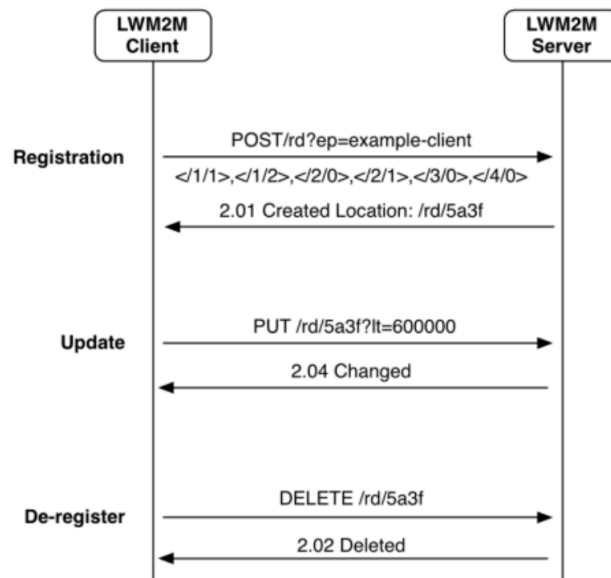 LWM2M
Client
LWM2M
Server
Registration
POST/rd?ep=example-client
</1/1>,</1/2>,</2/0>,</2/1>,</3/0>,</4/0>
2.01 Created Location: /rd/5a3f
Update
PUT /rd/5a3f?lt=600000
2.04 Changed
De-register
DELETE /rd/5a3f
2.02 Deleted